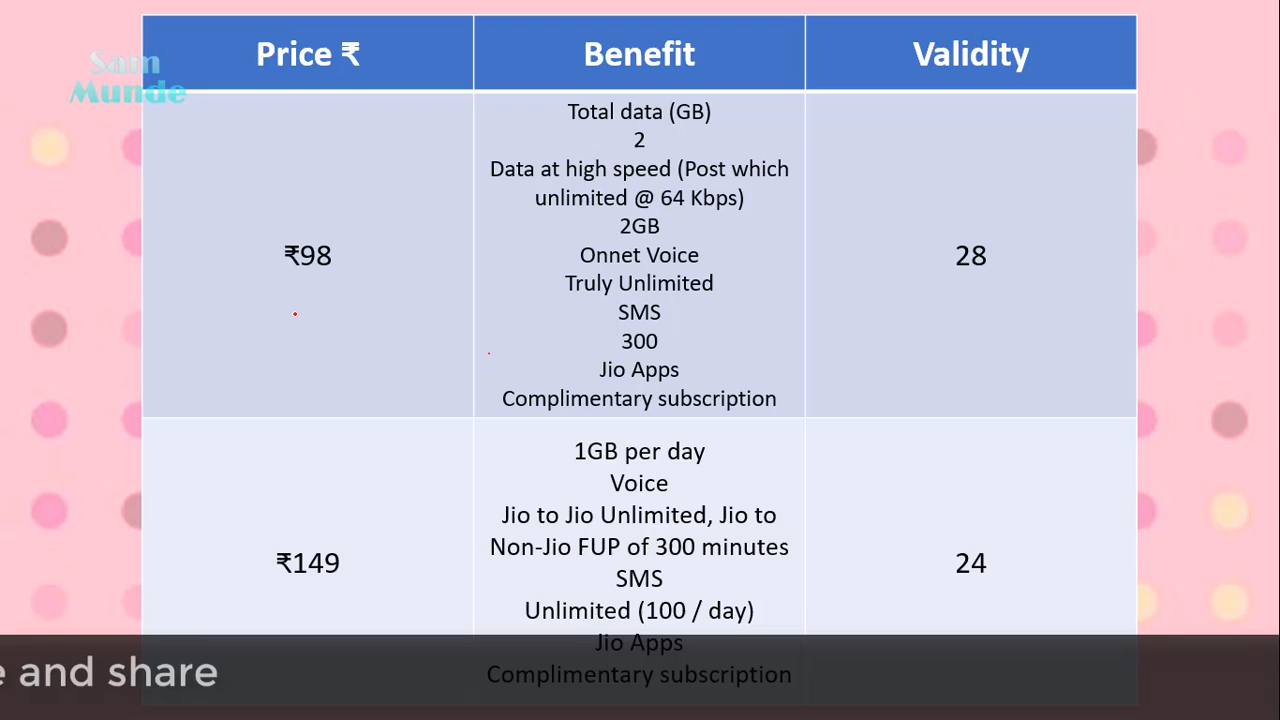 Price ₹
Benefit
Validity
Sam
Munde
₹98
Total data (GB)
2
Data at high speed (Post which
unlimited @ 64 Kbps)
2GB
Onnet Voice
Truly Unlimited
SMS
300
Jio Apps
Complimentary subscription
28
₹149
1GB per day
Voice
Jio to Jio Unlimited, Jio to
Non-Jio FUP of 300 minutes
SMS
Unlimited (100 / day)
Jio Apps
Complimentary subscription
24
and share